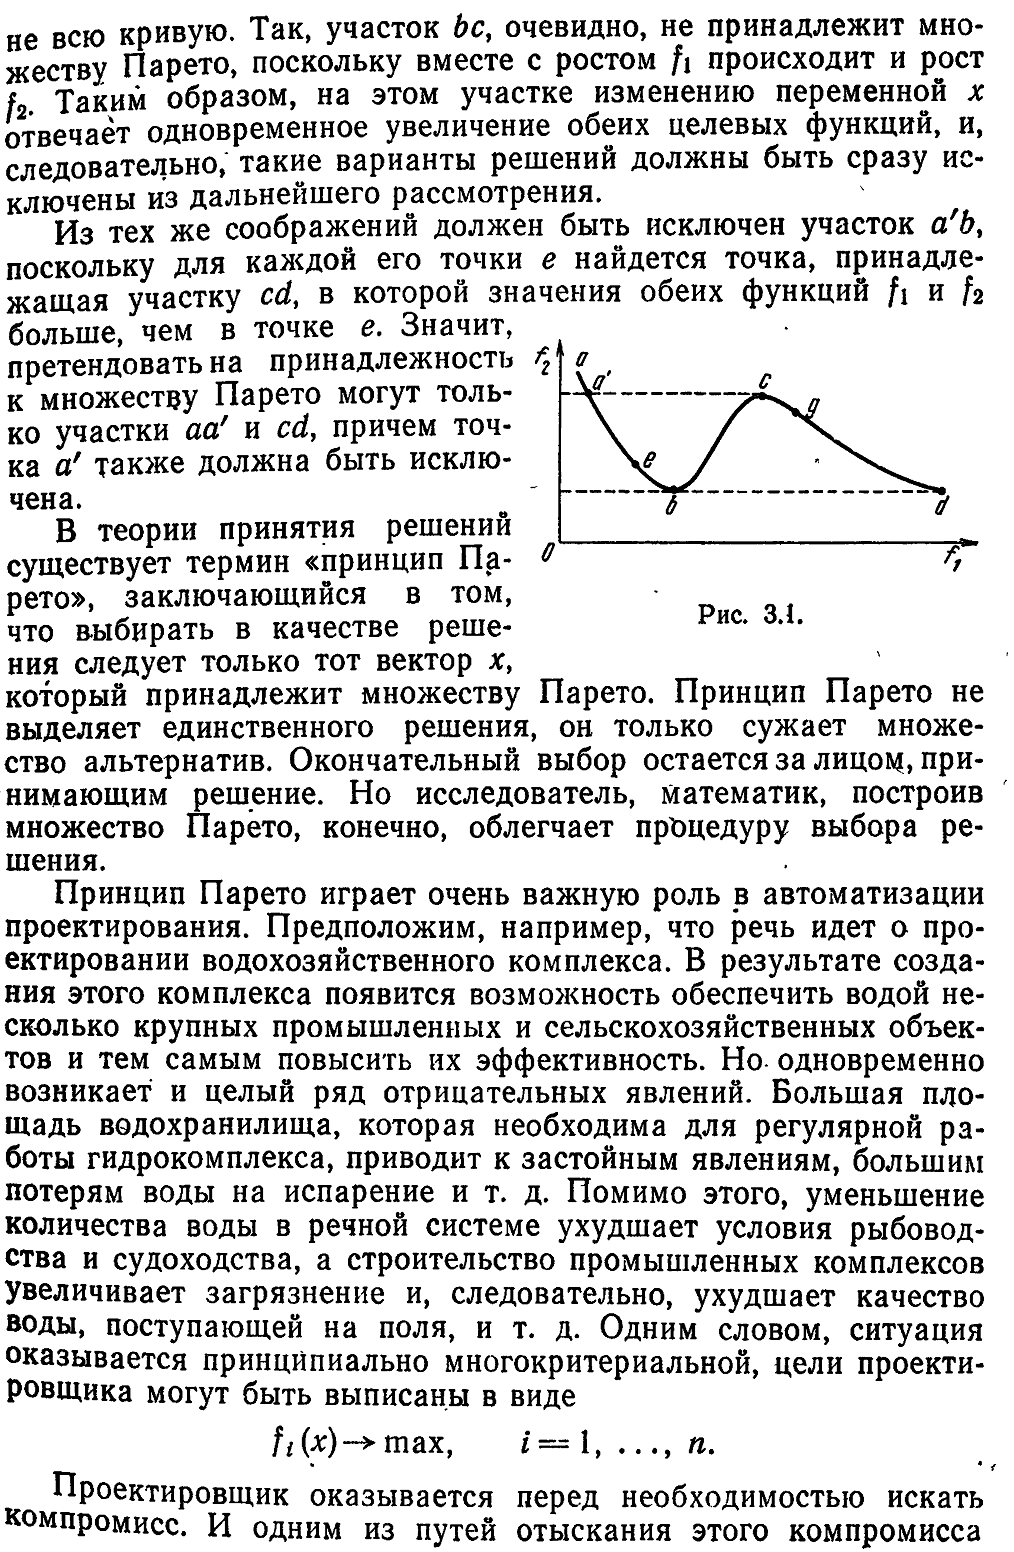 не всю кривую. Так, участок bc, очевидно, не принадлежит мно-
жеству Парето, поскольку вместе с ростом f₁ происходит и рост
f₂. Таким образом, на этом участке изменению переменной x
отвечает одновременное увеличение обеих целевых функций, и,
следовательно, такие варианты решений должны быть сразу ис-
ключены из дальнейшего рассмотрения.
Из тех же соображений должен быть исключен участок a′b,
поскольку для каждой его точки e найдется точка, принадле-
жащая участку cd, в которой значения обеих функций f₁ и f₂
больше, чем в точке e. Значит,
претендовать на принадлежность
к множеству Парето могут толь-
ко участки aa′ и cd, причем точ-
ка a′ также должна быть исклю-
чена.
В теории принятия решений
существует термин «принцип Па-
рето», заключающийся в том,
что выбирать в качестве реше-
ния следует только тот вектор x,
f₂
a
a′
c
g
e
b
d
0
f₁
Рис. 3.1.
который принадлежит множеству Парето. Принцип Парето не
выделяет единственного решения, он только сужает множе-
ство альтернатив. Окончательный выбор остается за лицом, при-
нимающим решение. Но исследователь, математик, построив
множество Парето, конечно, облегчает процедуру выбора ре-
шения.
Принцип Парето играет очень важную роль в автоматизации
проектирования. Предположим, например, что речь идет о про-
ектировании водохозяйственного комплекса. В результате созда-
ния этого комплекса появится возможность обеспечить водой не-
сколько крупных промышленных и сельскохозяйственных объек-
тов и тем самым повысить их эффективность. Но одновременно
возникает и целый ряд отрицательных явлений. Большая пло-
щадь водохранилища, которая необходима для регулярной ра-
боты гидрокомплекса, приводит к застойным явлениям, большим
потерям воды на испарение и т. д. Помимо этого, уменьшение
количества воды в речной системе ухудшает условия рыбовод-
ства и судоходства, а строительство промышленных комплексов
увеличивает загрязнение и, следовательно, ухудшает качество
воды, поступающей на поля, и т. д. Одним словом, ситуация
оказывается принципиально многокритериальной, цели проекти-
ровщика могут быть выписаны в виде
fᵢ (x) → max, i = 1, ..., n.
Проектировщик оказывается перед необходимостью искать
компромисс. И одним из путей отыскания этого компромисса